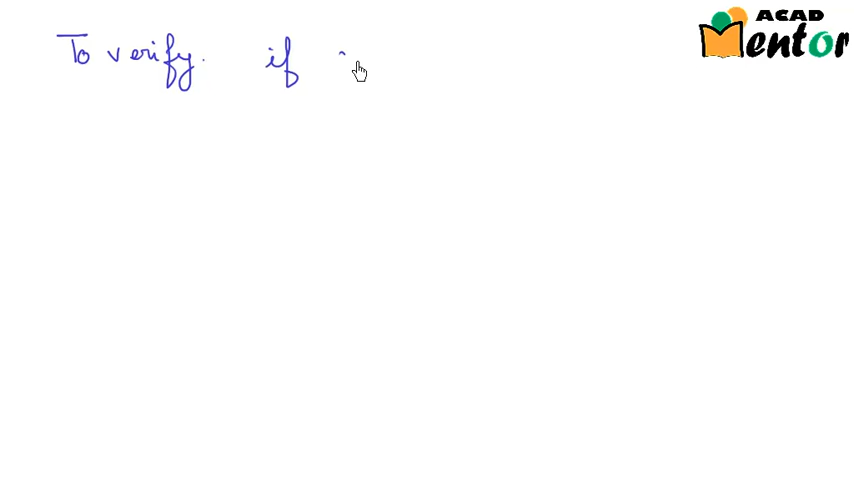 To verify. if
ACAD
Mentor